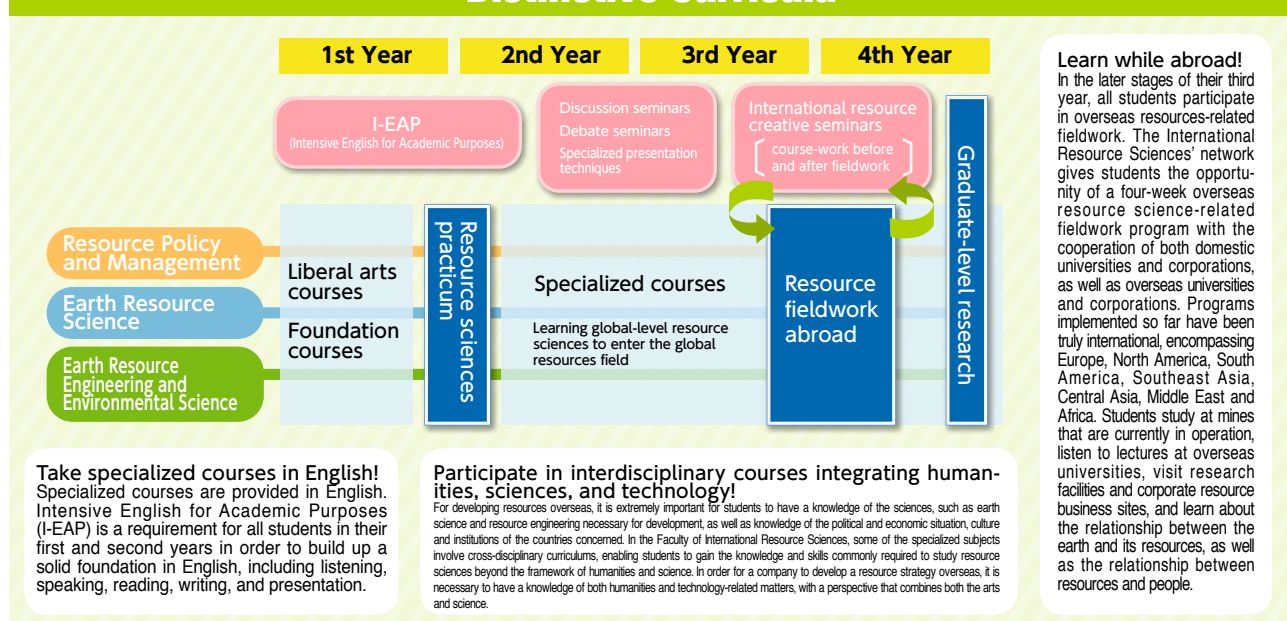 Distinctive Curricula
1st Year
2nd Year
3rd Year
4th Year
I-EAP
(Intensive English for Academic Purposes)
Discussion seminars
Debate seminars
Specialized presentation
techniques
International resource
creative seminars
course-work before
and after fieldwork
Graduate-level research
Resource Policy
and Management
Earth Resource
Science
Earth Resource
Engineering and
Environmental Science
Liberal arts
courses
Foundation
courses
Resource sciences
practicum
Specialized courses
Learning global-level resource
sciences to enter the global
resources field
Resource
fieldwork
abroad
Take specialized courses in English!
Specialized courses are provided in English.
Intensive English for Academic Purposes
(I-EAP) is a requirement for all students in their
first and second years in order to build up a
solid foundation in English, including listening,
speaking, reading, writing, and presentation.
Participate in interdisciplinary courses integrating human-
ities, sciences, and technology!
For developing resources overseas, it is extremely important for students to have a knowledge of the sciences, such as earth
science and resource engineering necessary for development, as well as knowledge of the political and economic situation, culture
and institutions of the countries concerned. In the Faculty of International Resource Sciences, some of the specialized subjects
involve cross-disciplinary curriculums, enabling students to gain the knowledge and skills commonly required to study resource
sciences beyond the framework of humanities and science. In order for a company to develop a resource strategy overseas, it is
necessary to have a knowledge of both humanities and technology-related matters, with a perspective that combines both the arts
and science.
Learn while abroad!
In the later stages of their third
year, all students participate
in overseas resources-related
fieldwork. The International
Resource Sciences' network
gives students the opportu-
nity of a four-week overseas
resource science-related
fieldwork program with the
cooperation of both domestic
universities and corporations,
as well as overseas universities
and corporations. Programs
implemented so far have been
truly international, encompassing
Europe, North America, South
America, Southeast Asia,
Central Asia, Middle East and
Africa. Students study at mines
that are currently in operation,
listen to lectures at overseas
universities, visit research
facilities and corporate resource
business sites, and learn about
the relationship between the
earth and its resources, as well
as the relationship between
resources and people.